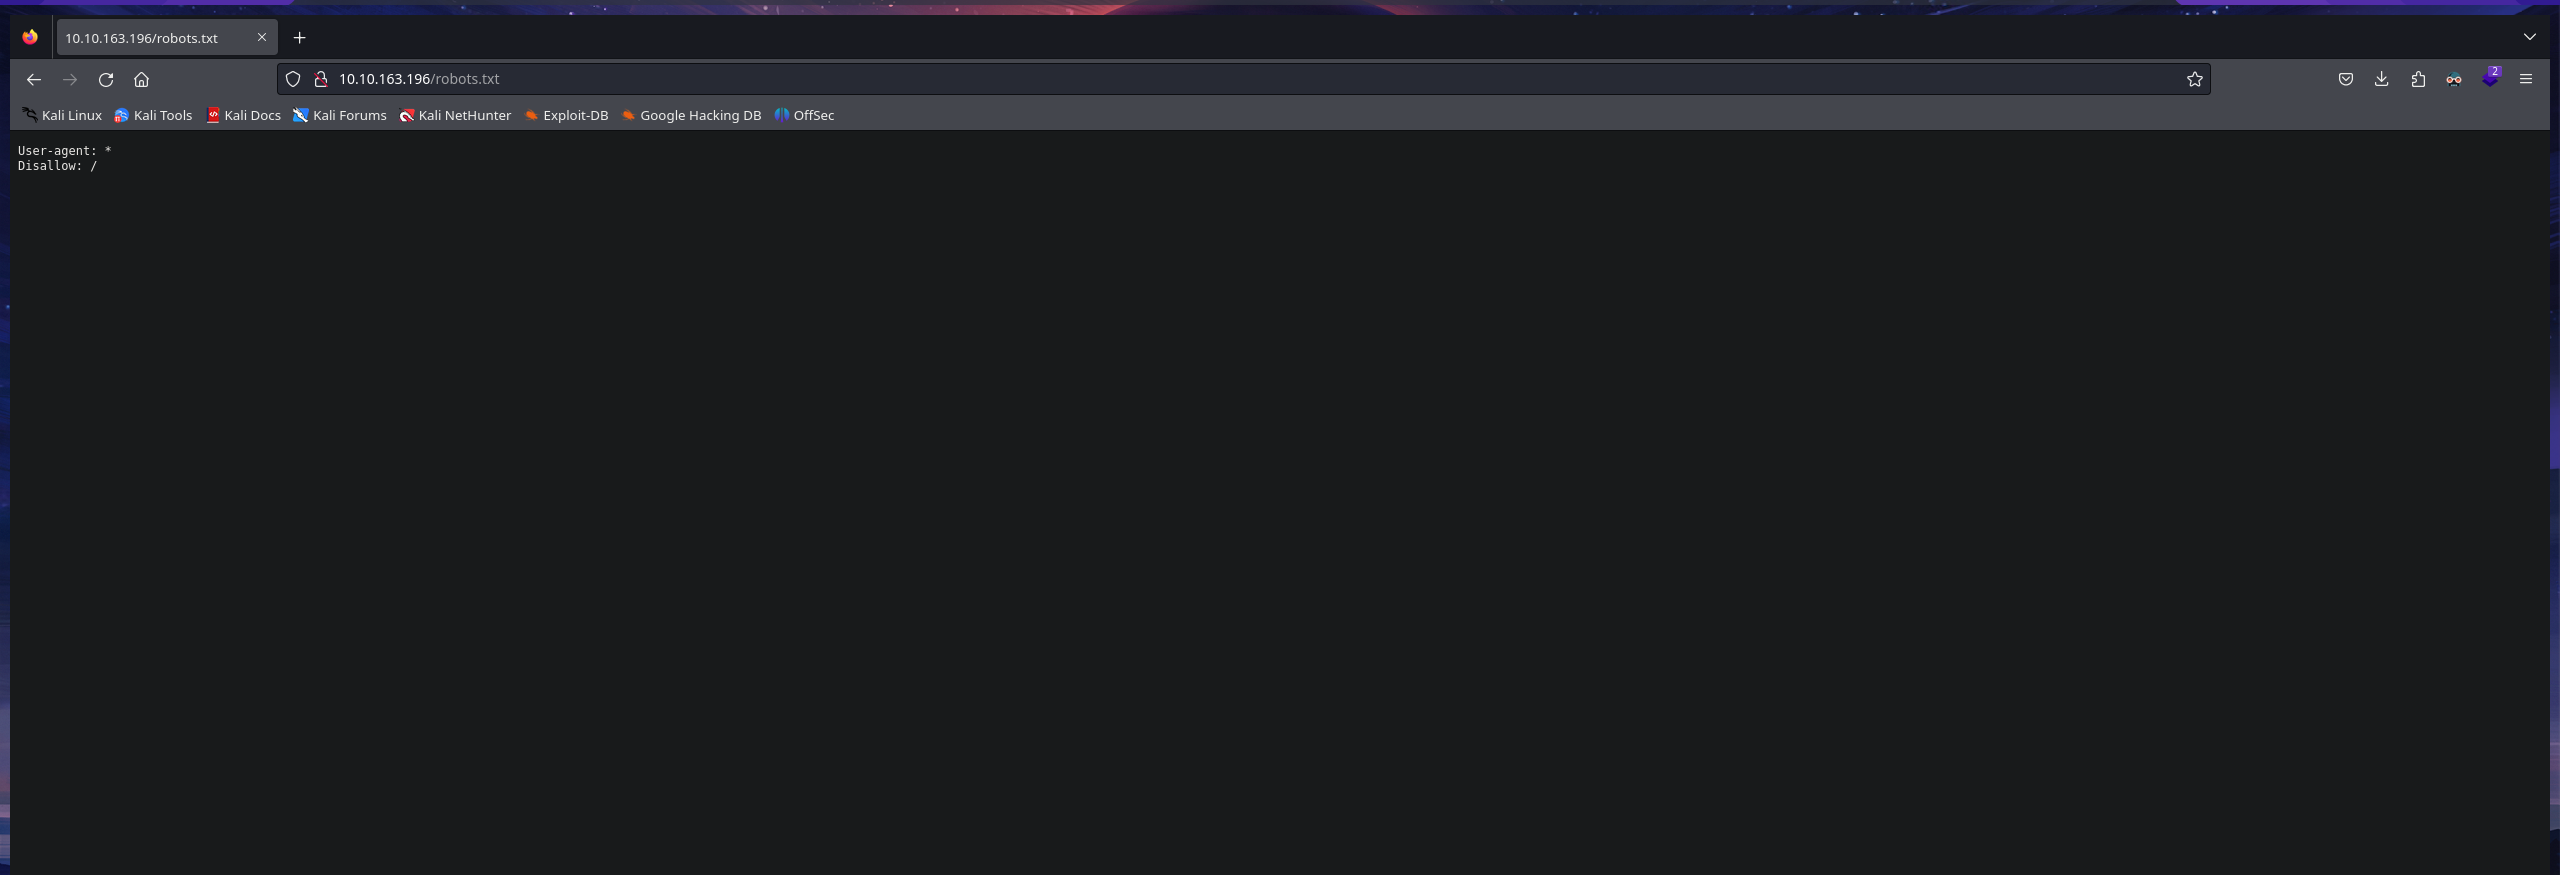 10.10.163.196/robots.txt
10.10.163.196/robots.txt
2
Kali Linux Kali Tools Kali Docs Kali Forums Kali NetHunter Exploit-DB Google Hacking DB OffSec
User-agent: *
Disallow: /